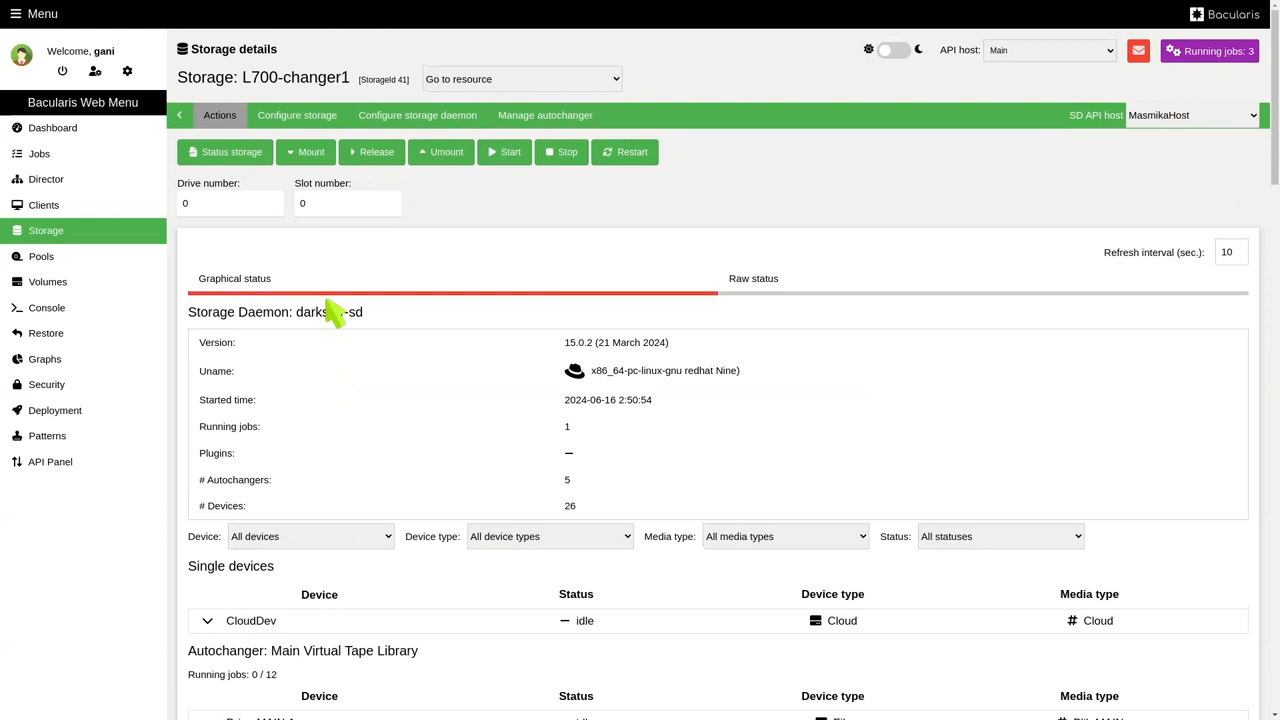 Menu
Bacularis
Welcome, gani
Bacularis Web Menu
Dashboard
Jobs
Director
Clients
Storage
Pools
Volumes
Console
Restore
Graphs
Security
Deployment
Patterns
API Panel
Storage details
API host:
Main
Running jobs: 3
Storage: L700-changer1
[StorageId 41]
Go to resource
Actions
Configure storage
Configure storage daemon
Manage autochanger
SD API host
MasmikaHost
Status storage
Mount
Release
Umount
Start
Stop
Restart
Drive number:
Slot number:
0
0
Refresh interval (sec.):
10
Graphical status
Raw status
Storage Daemon:
Version:
15.0.2 (21 March 2024)
Uname:
x86_64-pc-linux-gnu redhat Nine)
Started time:
2024-06-16 2:50:54
Running jobs:
1
Plugins:
—
# Autochangers:
5
# Devices:
26
Device:
All devices
Device type:
All device types
Media type:
All media types
Status:
All statuses
Single devices
Device
Status
Device type
Media type
CloudDev
idle
Cloud
Cloud
Autochanger: Main Virtual Tape Library
Running jobs: 0 / 12
Device
Status
Device type
Media type